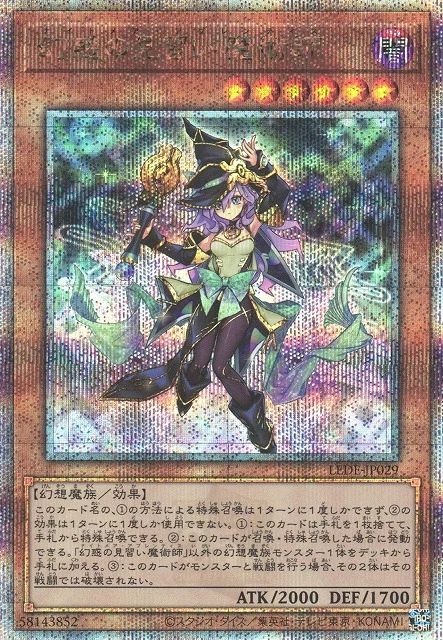 幻惑の見習い魔術師
闇
LEDE-JP029
【幻想魔族／効果】
このカード名の、①の方法による特殊召喚は1ターンに1度しかできず、②の
効果は1ターンに1度しか使用できない。①：このカードは手札を1枚捨てて、
手札から特殊召喚できる。②：このカードが召喚・特殊召喚した場合に発動
できる。「幻惑の見習い魔術師」以外の幻想魔族モンスター1体をデッキから
手札に加える。③：このカードがモンスターと戦闘を行う場合、その2体はその
戦闘では破壊されない。
ATK/2000 DEF/1700
58143852
©スタジオ・ダイス／集英社・テレビ東京・KONAMI